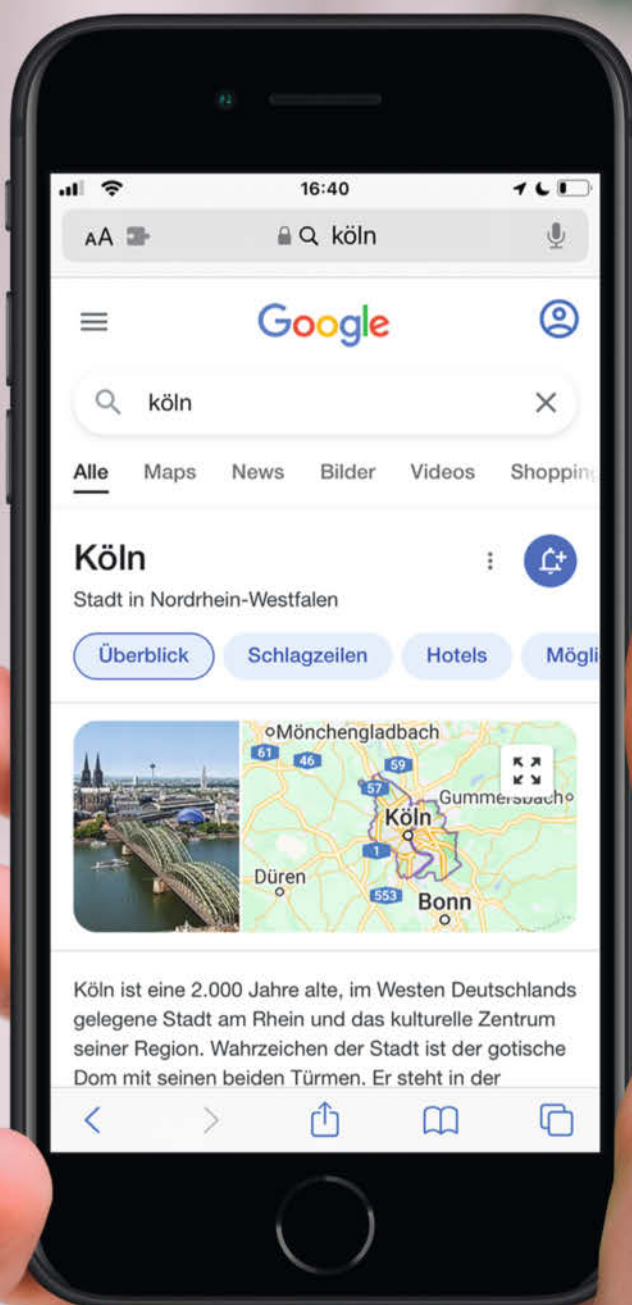 16:40
AA köln
Google
köln
Alle Maps News Bilder Videos Shopping
Köln
Stadt in Nordrhein-Westfalen
Überblick Schlagzeilen Hotels Mögli
Mönchengladbach
61 46 59
57
Gummersbach
Köln
1
Düren
553
Bonn
Köln ist eine 2.000 Jahre alte, im Westen Deutschlands
gelegene Stadt am Rhein und das kulturelle Zentrum
seiner Region. Wahrzeichen der Stadt ist der gotische
Dom mit seinen beiden Türmen. Er steht in der